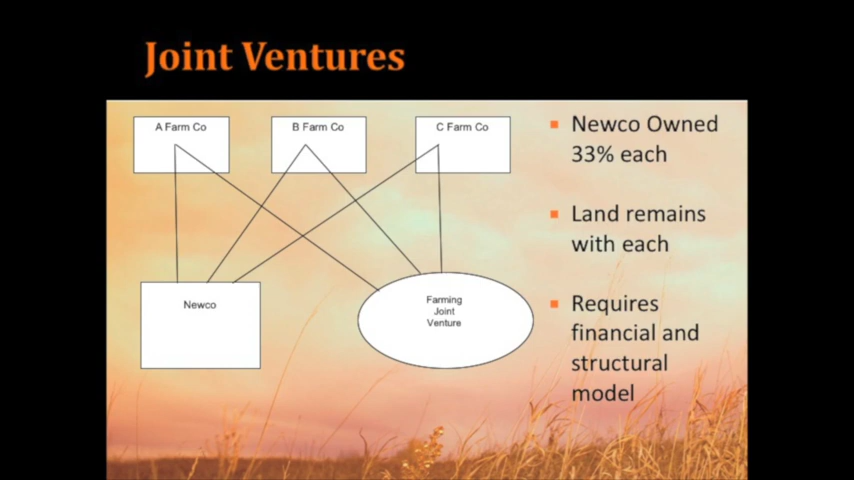 Joint Ventures
A Farm Co
B Farm Co
C Farm Co
Newco
Farming
Joint
Venture
Newco Owned
33% each
Land remains
with each
Requires
financial and
structural
model